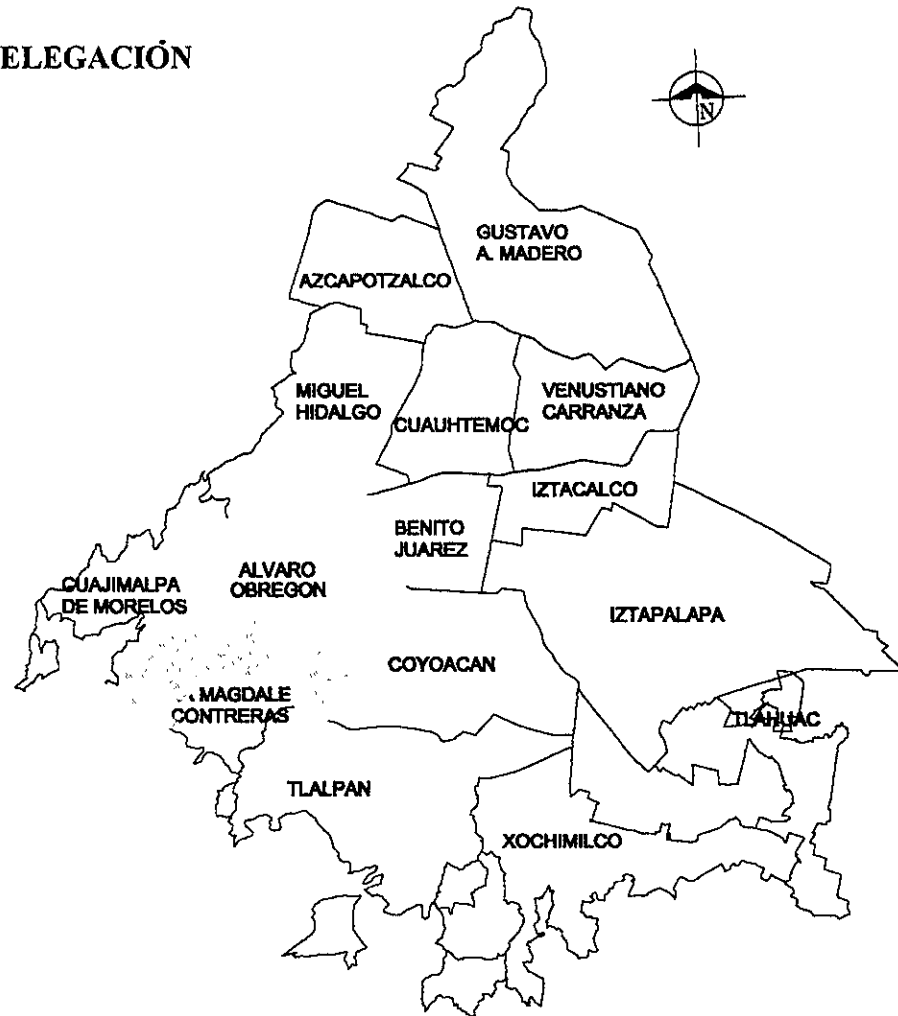 ELEGACIÓN
N
GUSTAVO
A. MADERO
AZCAPOTZALCO
MIGUEL
HIDALGO
VENUSTIANO
CARRANZA
CUAUHTEMOC
IZTACALCO
BENITO
JUAREZ
ALVARO
OBREGON
CUAJIMALPA
DE MORELOS
IZTAPALAPA
COYOACAN
MAGDALE
CONTRERAS
TLAHUAC
TLALPAN
XOCHIMILCO